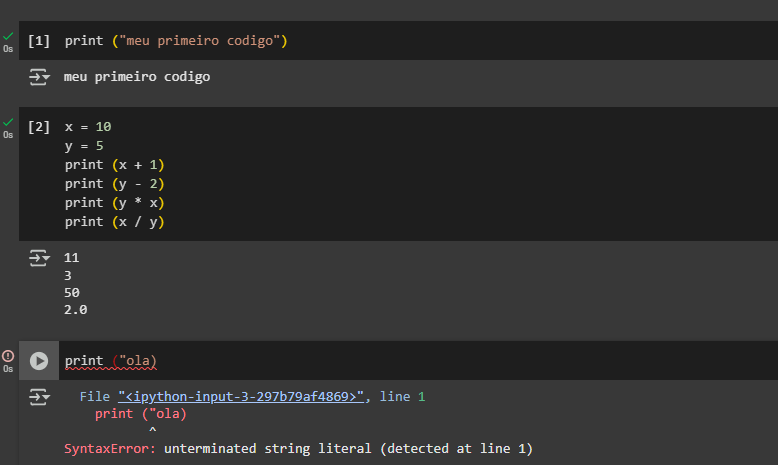 [1] print ("meu primeiro codigo")
0s
meu primeiro codigo
[2] x = 10
0s
y = 5
print (x + 1)
print (y - 2)
print (y * x)
print (x / y)
11
3
50
2.0
print ("ola)
0s
File "<ipython-input-3-297b79af4869>", line 1
print ("ola)
^
SyntaxError: unterminated string literal (detected at line 1)